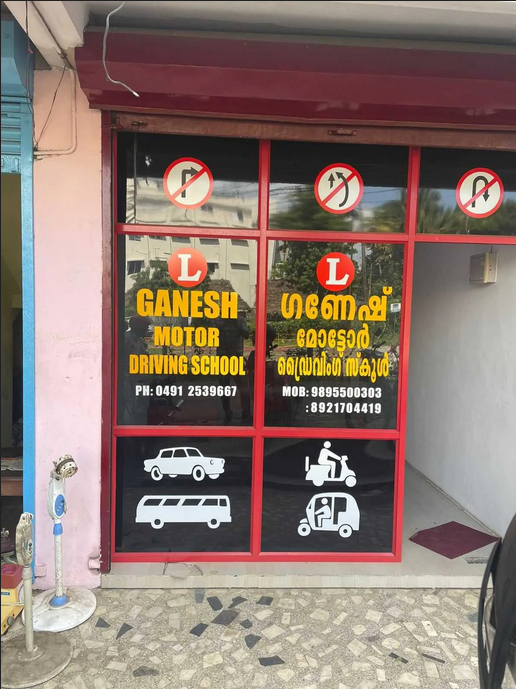 L
GANESH
MOTOR
DRIVING SCHOOL
PH: 0491 2539667
L
ഗണേഷ്
മോട്ടോർ
ഡ്രൈവിംഗ് സ്കൂൾ
MOB: 9895500303
: 8921704419